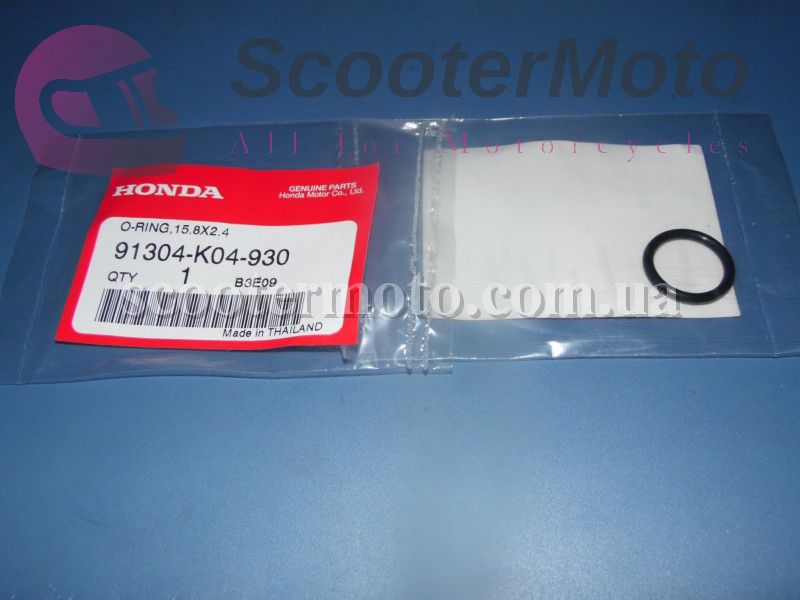 ScooterMoto
All for Motorcycles
HONDA
GENUINE PARTS
Honda Motor Co., Ltd.
O-RING,15.8X2.4
91304-K04-930
QTY 1 B3E09
scootermoto.com.ua
Made in THAILAND